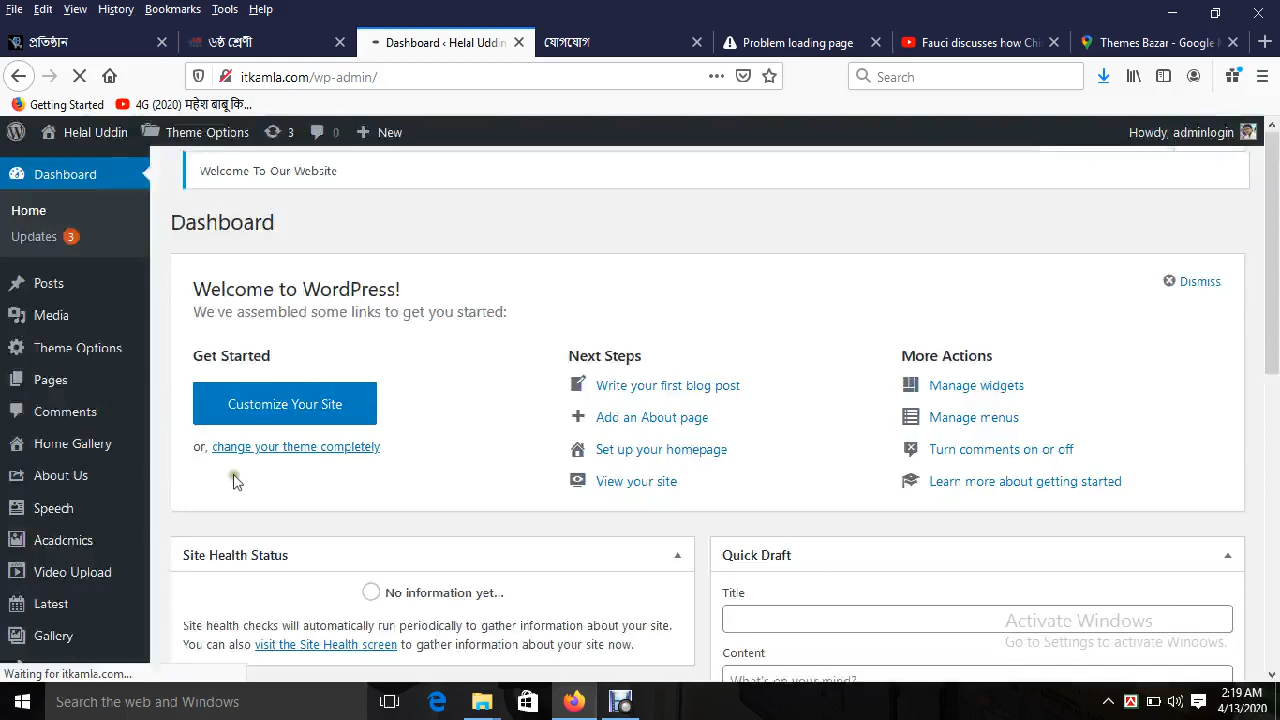 File Edit View History Bookmarks Tools Help
প্রতিষ্ঠান
৬ষ্ঠ শ্রেণী
Dashboard ‹ Helal Uddin
যোগাযোগ
Problem loading page
Fauci discusses how Chi
Themes Bazar - Google
itkamla.com/wp-admin/
Search
Getting Started
4G (2020) महेश बाबू कि...
Helal Uddin
Theme Options
3
0
New
Howdy, adminlogin
Dashboard
Home
Updates 3
Posts
Media
Theme Options
Pages
Comments
Home Gallery
About Us
Speech
Acadcmics
Video Upload
Latest
Gallery
Welcome To Our Website
Dashboard
Welcome to WordPress!
We've assembled some links to get you started:
Dismiss
Get Started
Customize Your Site
or, change your theme completely
Next Steps
Write your first blog post
Add an About page
Set up your homepage
View your site
More Actions
Manage widgets
Manage menus
Turn comments on or off
Learn more about getting started
Site Health Status
No information yet...
Site health checks will automatically run periodically to gather information about your site.
You can also visit the Site Health screen to gather information about your site now.
Quick Draft
Title
Content
What's on your mind?
Activate Windows
Go to Settings to activate Windows.
Waiting for itkamla.com...
Search the web and Windows
2:19 AM
4/13/2020